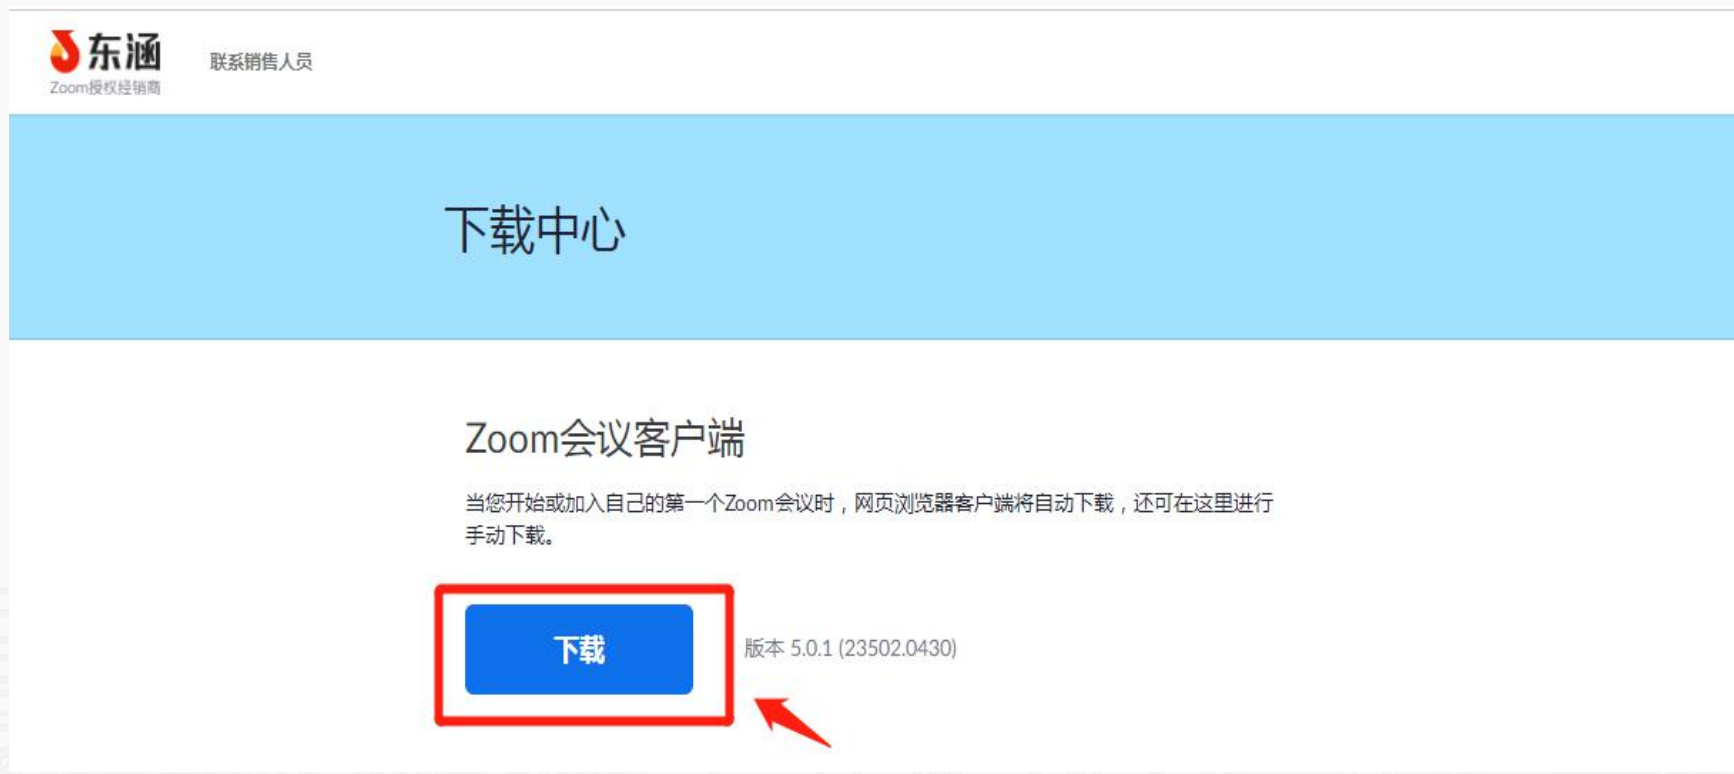 东涵
Zoom授权经销商
联系销售人员
下载中心
Zoom会议客户端
当您开始或加入自己的第一个Zoom会议时，网页浏览器客户端将自动下载，还可在这里进行
手动下载。
下载
版本 5.0.1 (23502.0430)